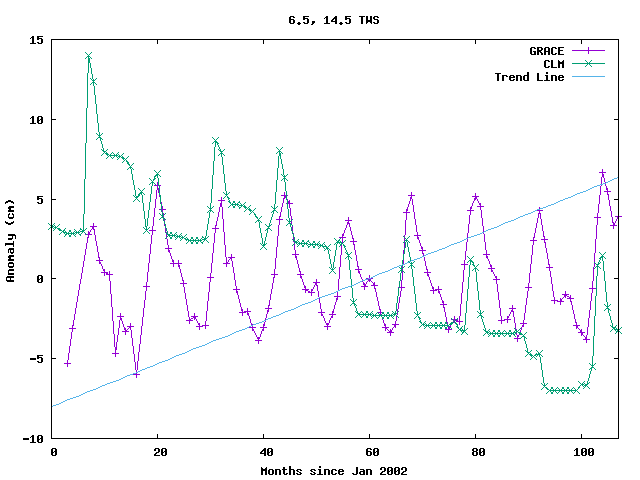 6.5, 14.5 TWS
GRACE
CLM
Trend Line
15
10
5
0
-5
-10
Anomaly (cm)
0 20 40 60 80 100
Months since Jan 2002